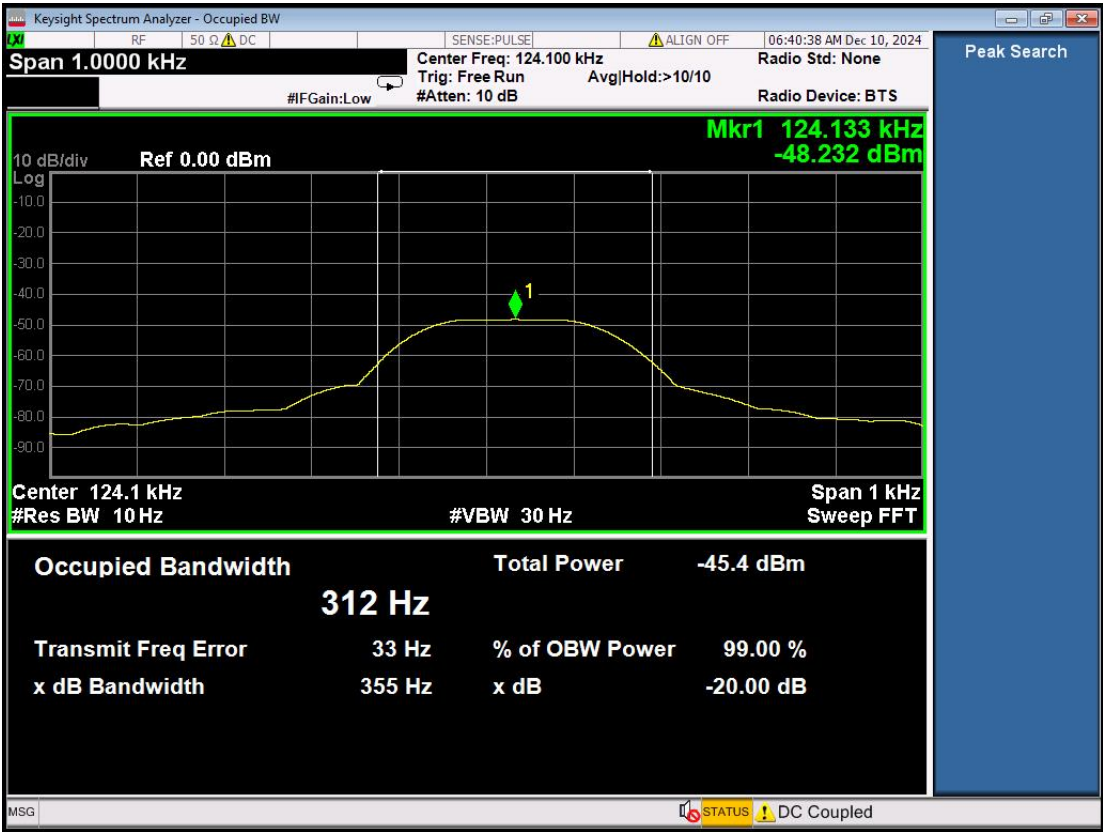 Keysight Spectrum Analyzer - Occupied BW
LXI RF 50 Ω DC SENSE:PULSE ALIGN OFF 06:40:38 AM Dec 10, 2024
Span 1.0000 kHz
Center Freq: 124.100 kHz Radio Std: None
Trig: Free Run Avg|Hold:>10/10
#IFGain:Low #Atten: 10 dB Radio Device: BTS
Peak Search
Mkr1 124.133 kHz
-48.232 dBm
10 dB/div Ref 0.00 dBm
Log
-10.0
-20.0
-30.0
-40.0
1
-50.0
-60.0
-70.0
-80.0
-90.0
Center 124.1 kHz Span 1 kHz
#Res BW 10 Hz #VBW 30 Hz Sweep FFT
Occupied Bandwidth Total Power -45.4 dBm
312 Hz
Transmit Freq Error 33 Hz % of OBW Power 99.00 %
x dB Bandwidth 355 Hz x dB -20.00 dB
MSG STATUS DC Coupled